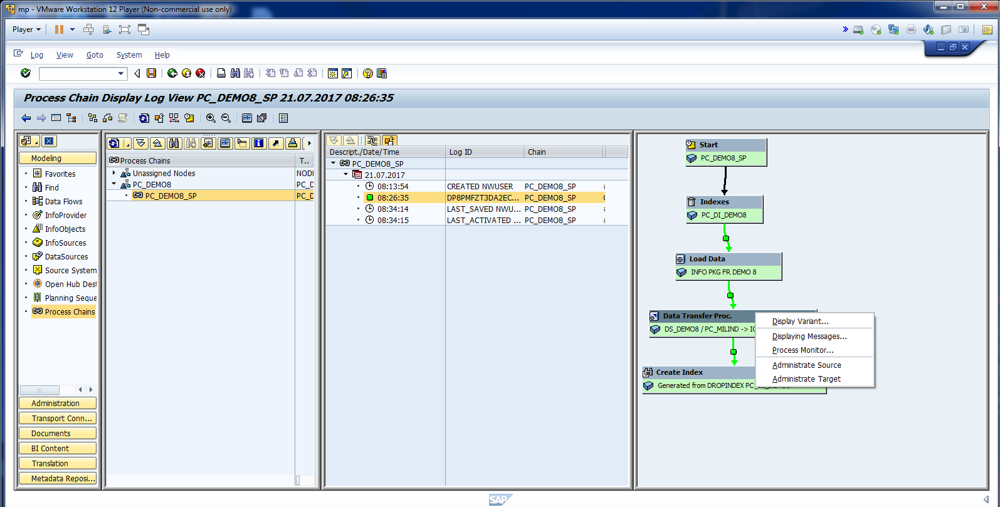 mp - VMware Workstation 12 Player (Non-commercial use only)
Player
Log View Goto System Help
Process Chain Display Log View PC_DEMO8_SP 21.07.2017 08:26:35
Modeling
Favorites
Find
Data Flows
InfoProvider
InfoObjects
InfoSources
DataSources
Source System
Open Hub Dest
Planning Seque
Process Chains
Administration
Transport Conn...
Documents
BI Content
Translation
Metadata Reposi...
Process Chains T..
Unassigned Nodes NODE
PC_DEMO8 PC_D
PC_DEMO8_SP PC_D
Descript./Date/Time Log ID Chain
PC_DEMO8_SP
21.07.2017
08:13:54 CREATED NWUSER PC_DEMO8_SP
08:26:35 DP8PMFZT3DA2EC... PC_DEMO8_SP
08:34:14 LAST_SAVED NWU... PC_DEMO8_SP
08:34:15 LAST_ACTIVATED ... PC_DEMO8_SP
Start
PC_DEMO8_SP
Indexes
PC_DI_DEMO8
Load Data
INFO PKG FR DEMO 8
Data Transfer Proc.
DS_DEMO8 / PC_MILIND -> IC
Create Index
Generated from DROPINDEX
Display Variant...
Displaying Messages...
Process Monitor...
Administrate Source
Administrate Target
SAP